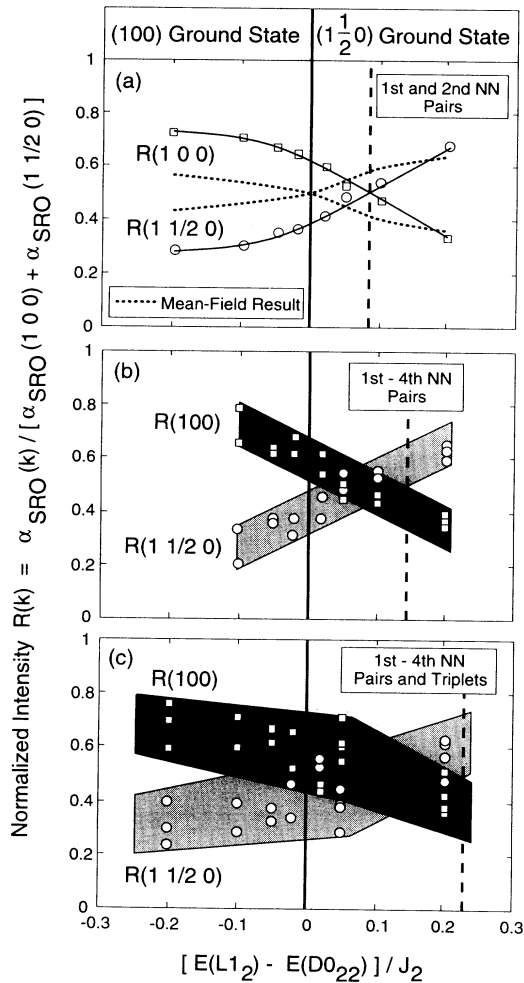 (100) Ground State
(1 1/2 0) Ground State
(a)
1st and 2nd NN
Pairs
R(1 0 0)
R(1 1/2 0)
Mean-Field Result
1
0.8
0.6
0.4
0.2
0
(b)
1st - 4th NN
Pairs
R(100)
R(1 1/2 0)
1
0.8
0.6
0.4
0.2
0
(c)
1st - 4th NN
Pairs and Triplets
R(100)
R(1 1/2 0)
1
0.8
0.6
0.4
0.2
0
-0.3
-0.2
-0.1
0
0.1
0.2
0.3
[ E(L1₂) - E(D0₂₂) ] / J₂
Normalized Intensity R(k) = α SRO (k) / [ α SRO (1 0 0) + α SRO (1 1/2 0) ]